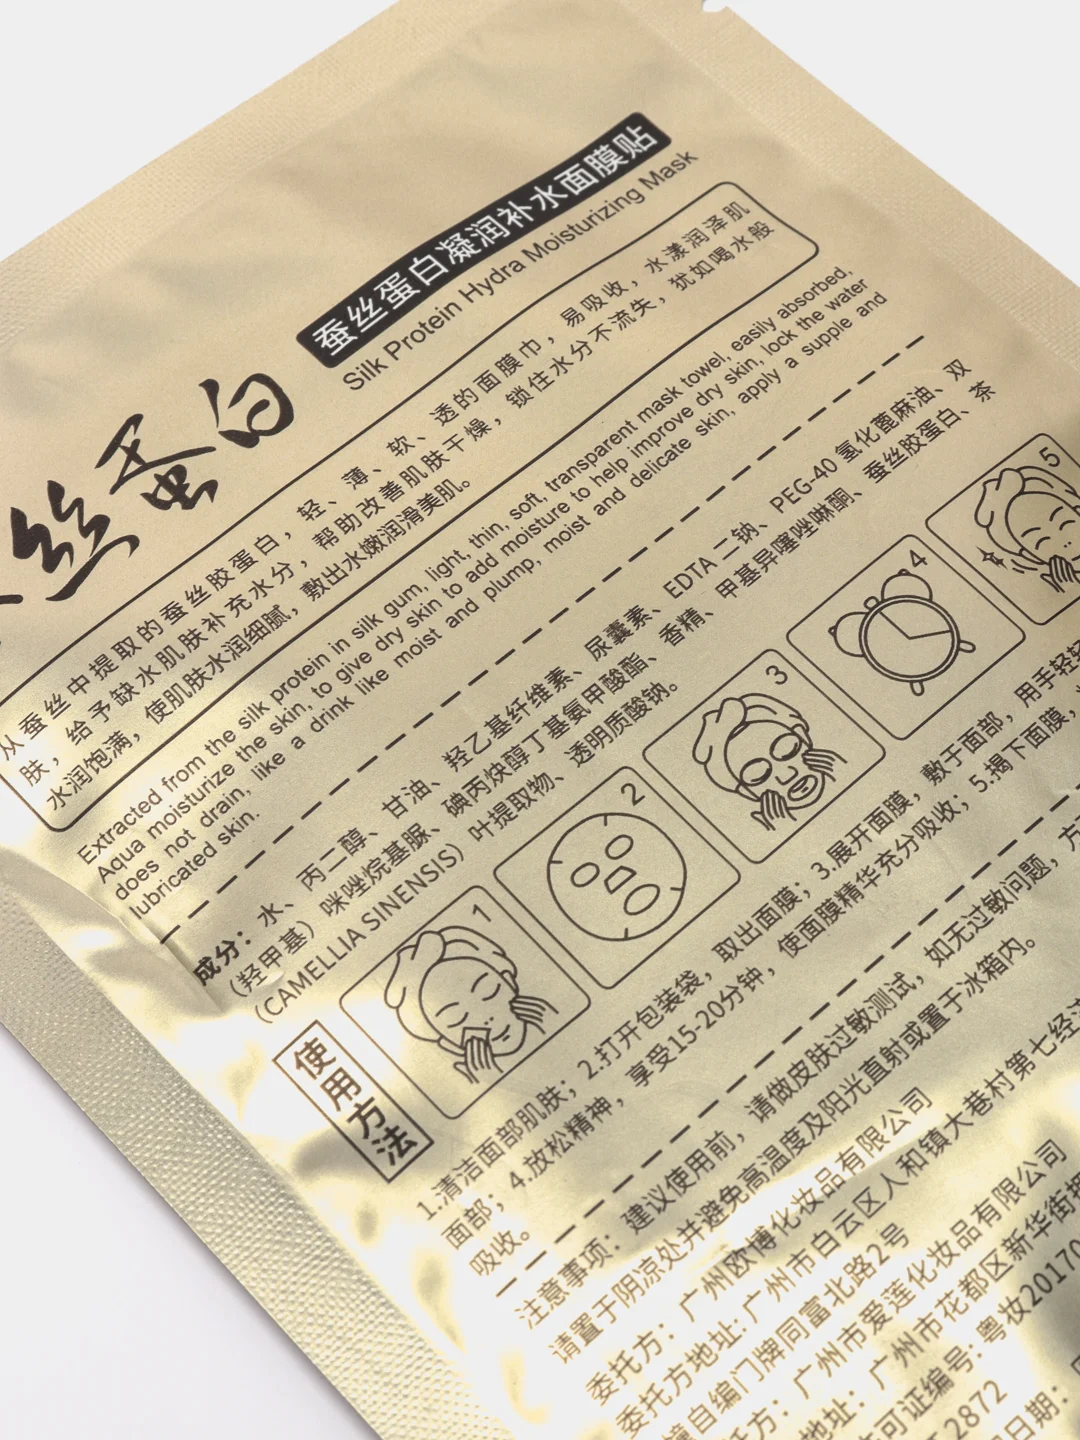 丝蛋白
蚕丝蛋白凝润补水面膜贴
Silk Protein Hydra Moisturizing Mask
从蚕丝中提取的蚕丝胶蛋白，轻、薄、软、透的面膜巾，易吸收，水漾润泽肌
肤，给予缺水肌肤补充水分，帮助改善肌肤干燥，锁住水分不流失，犹如喝水般
水润饱满，使肌肤水润细腻，敷出水嫩润滑美肌。
Extracted from the silk protein in silk gum, light, thin, soft, transparent mask towel, easily absorbed,
Aqua moisturize the skin, to give dry skin to add moisture to help improve dry skin, lock the water
does not drain, like a drink like moist and plump, moist and delicate skin, apply a supple and
lubricated skin.
成分：水、丙二醇、甘油、羟乙基纤维素、尿囊素、EDTA 二钠、PEG-40 氢化蓖麻油、双
（羟甲基）咪唑烷基脲、碘丙炔醇丁基氨甲酸酯、香精、甲基异噻唑啉酮、蚕丝胶蛋白、茶
（CAMELLIA SINENSIS）叶提取物、透明质酸钠。
使用方法
1
2
3
4
5
1.清洁面部肌肤；2.打开包装袋，取出面膜；3.展开面膜，敷于面部，用手轻轻
面部；4.放松精神，享受15-20分钟，使面膜精华充分吸收；5.揭下面膜，
吸收。
注意事项：建议使用前，请做皮肤过敏测试，如无过敏问题，方
请置于阴凉处并避免高温度及阳光直射或置于冰箱内。
委托方：广州欧博化妆品有限公司
委托方地址：广州市白云区人和镇大巷村第七经济
自编门牌同富北路2号
托方：广州市爱莲化妆品有限公司
地址：广州市花都区新华街
可证编号：粤妆20170
2872
日期：